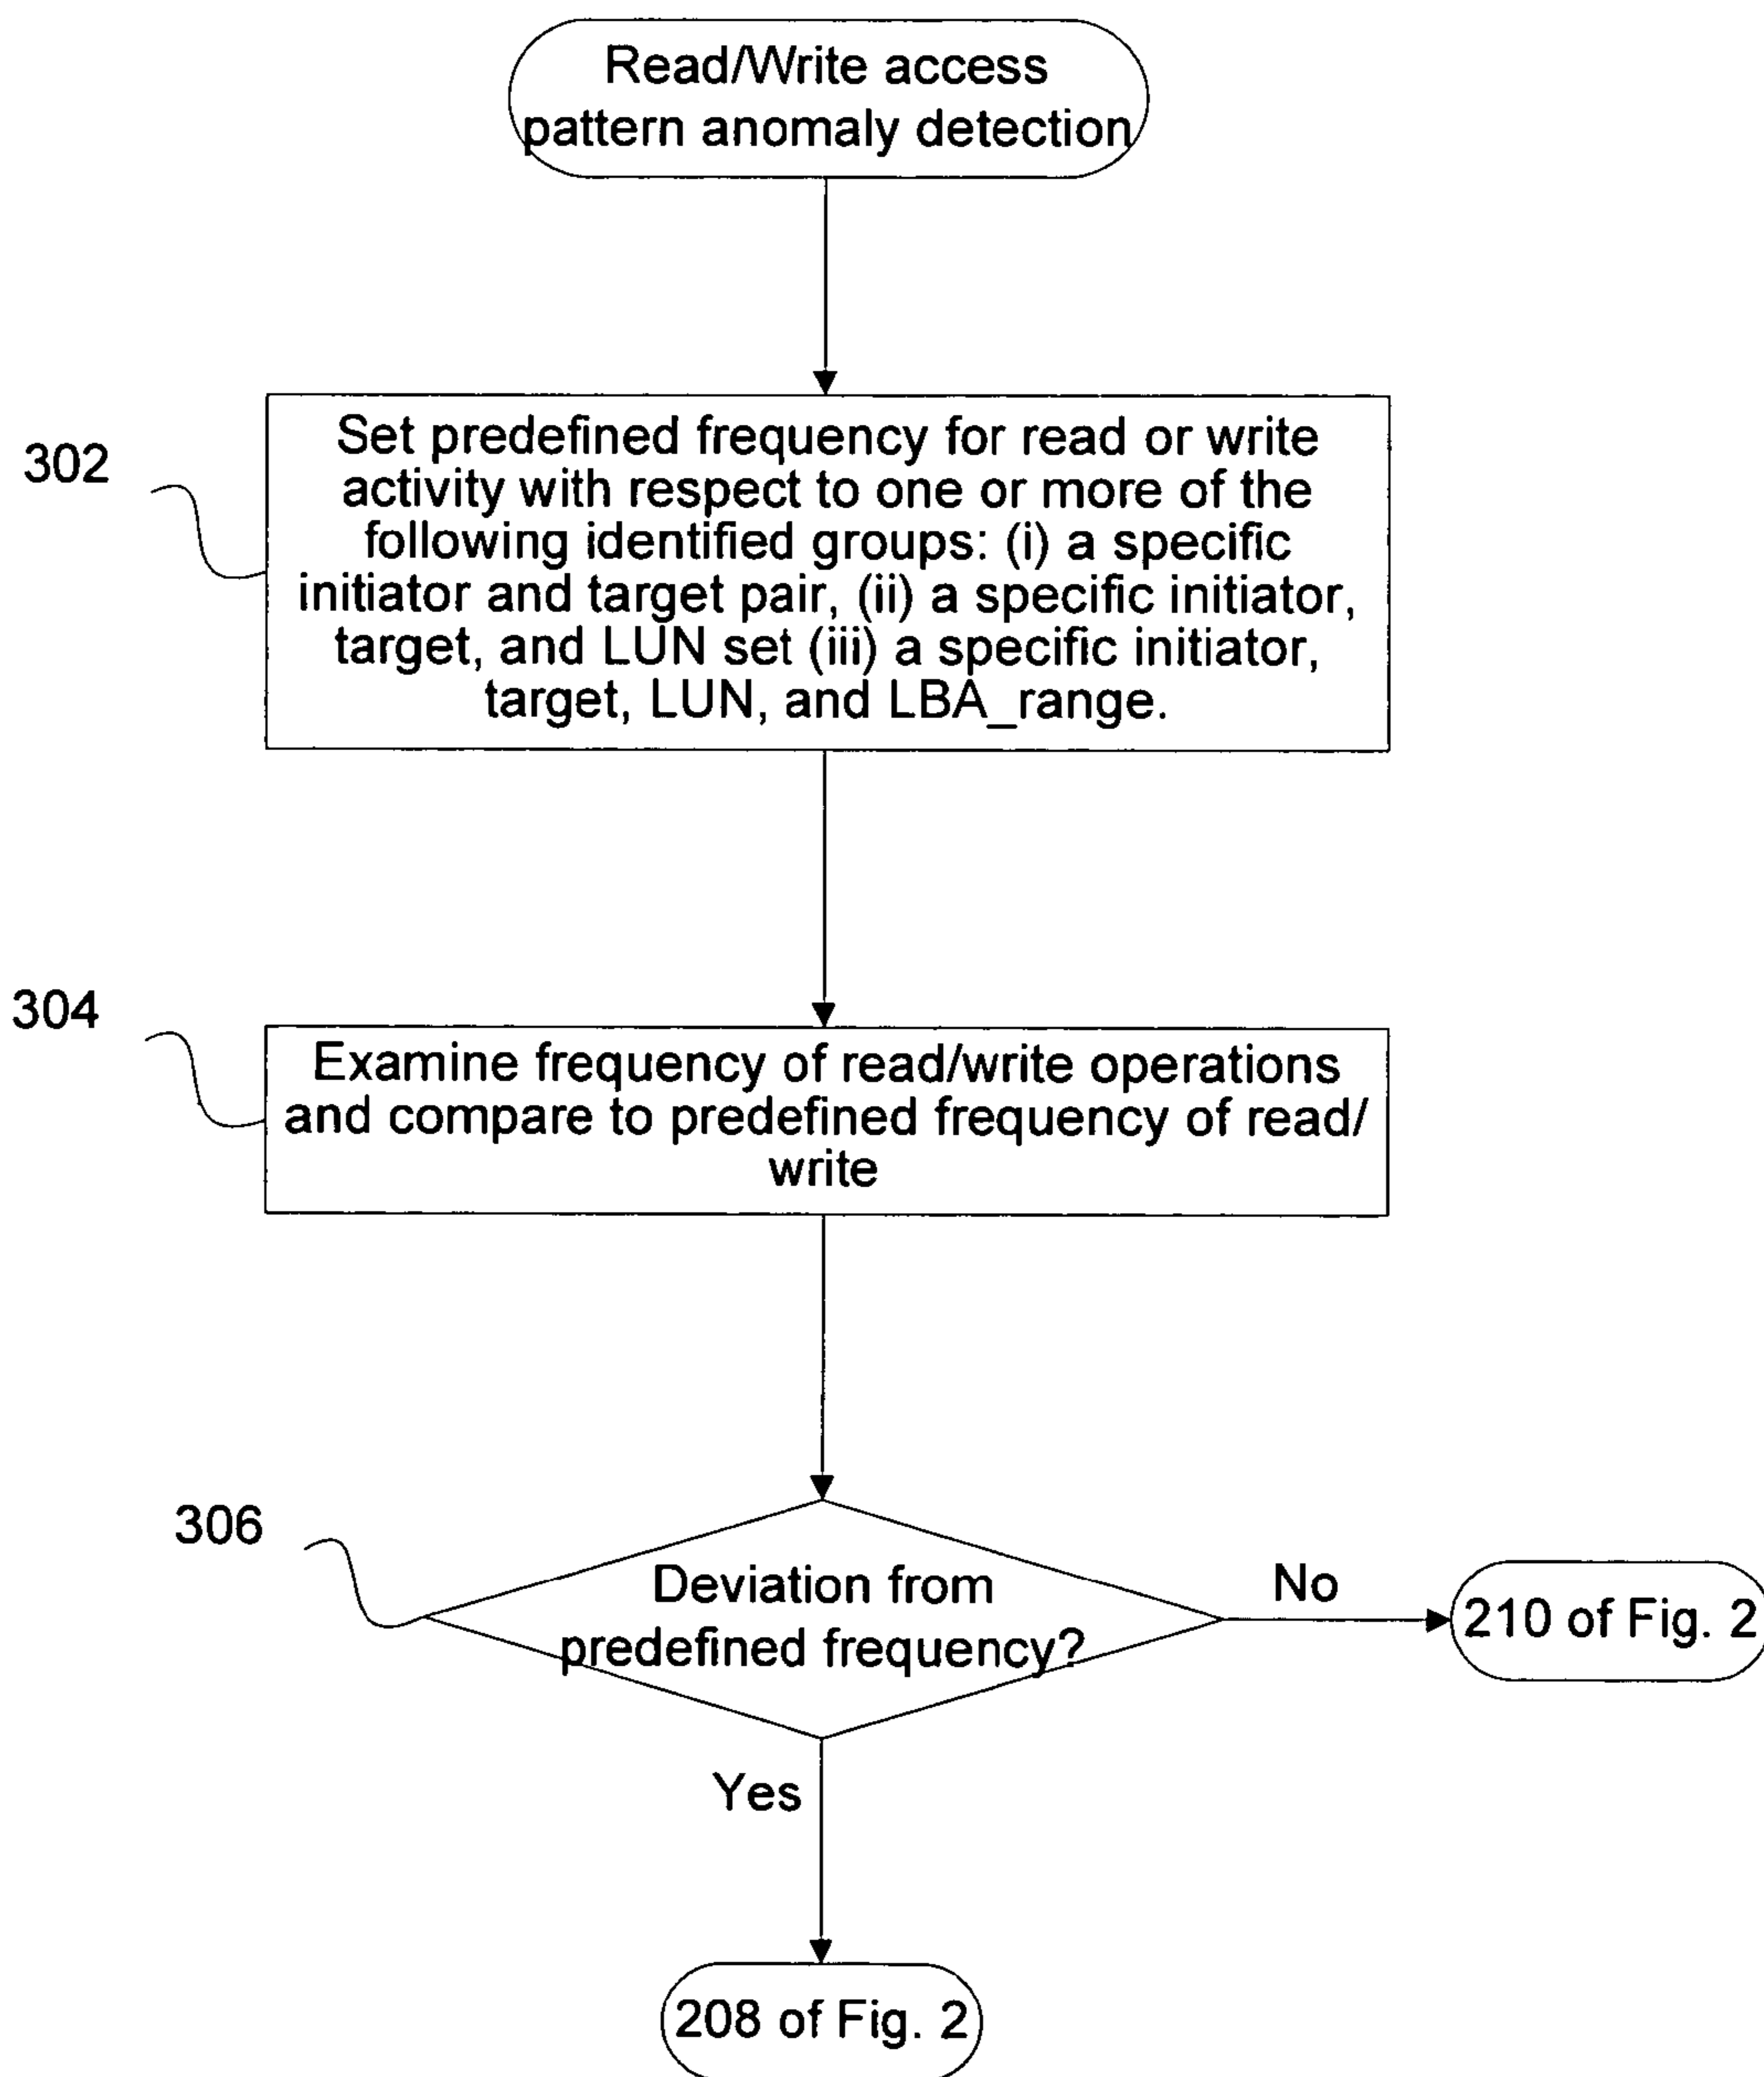 Read/Write access
pattern anomaly detection
302
Set predefined frequency for read or write
activity with respect to one or more of the
following identified groups: (i) a specific
initiator and target pair, (ii) a specific initiator,
target, and LUN set (iii) a specific initiator,
target, LUN, and LBA_range.
304
Examine frequency of read/write operations
and compare to predefined frequency of read/
write
306
Deviation from
predefined frequency?
No
210 of Fig. 2
Yes
208 of Fig. 2